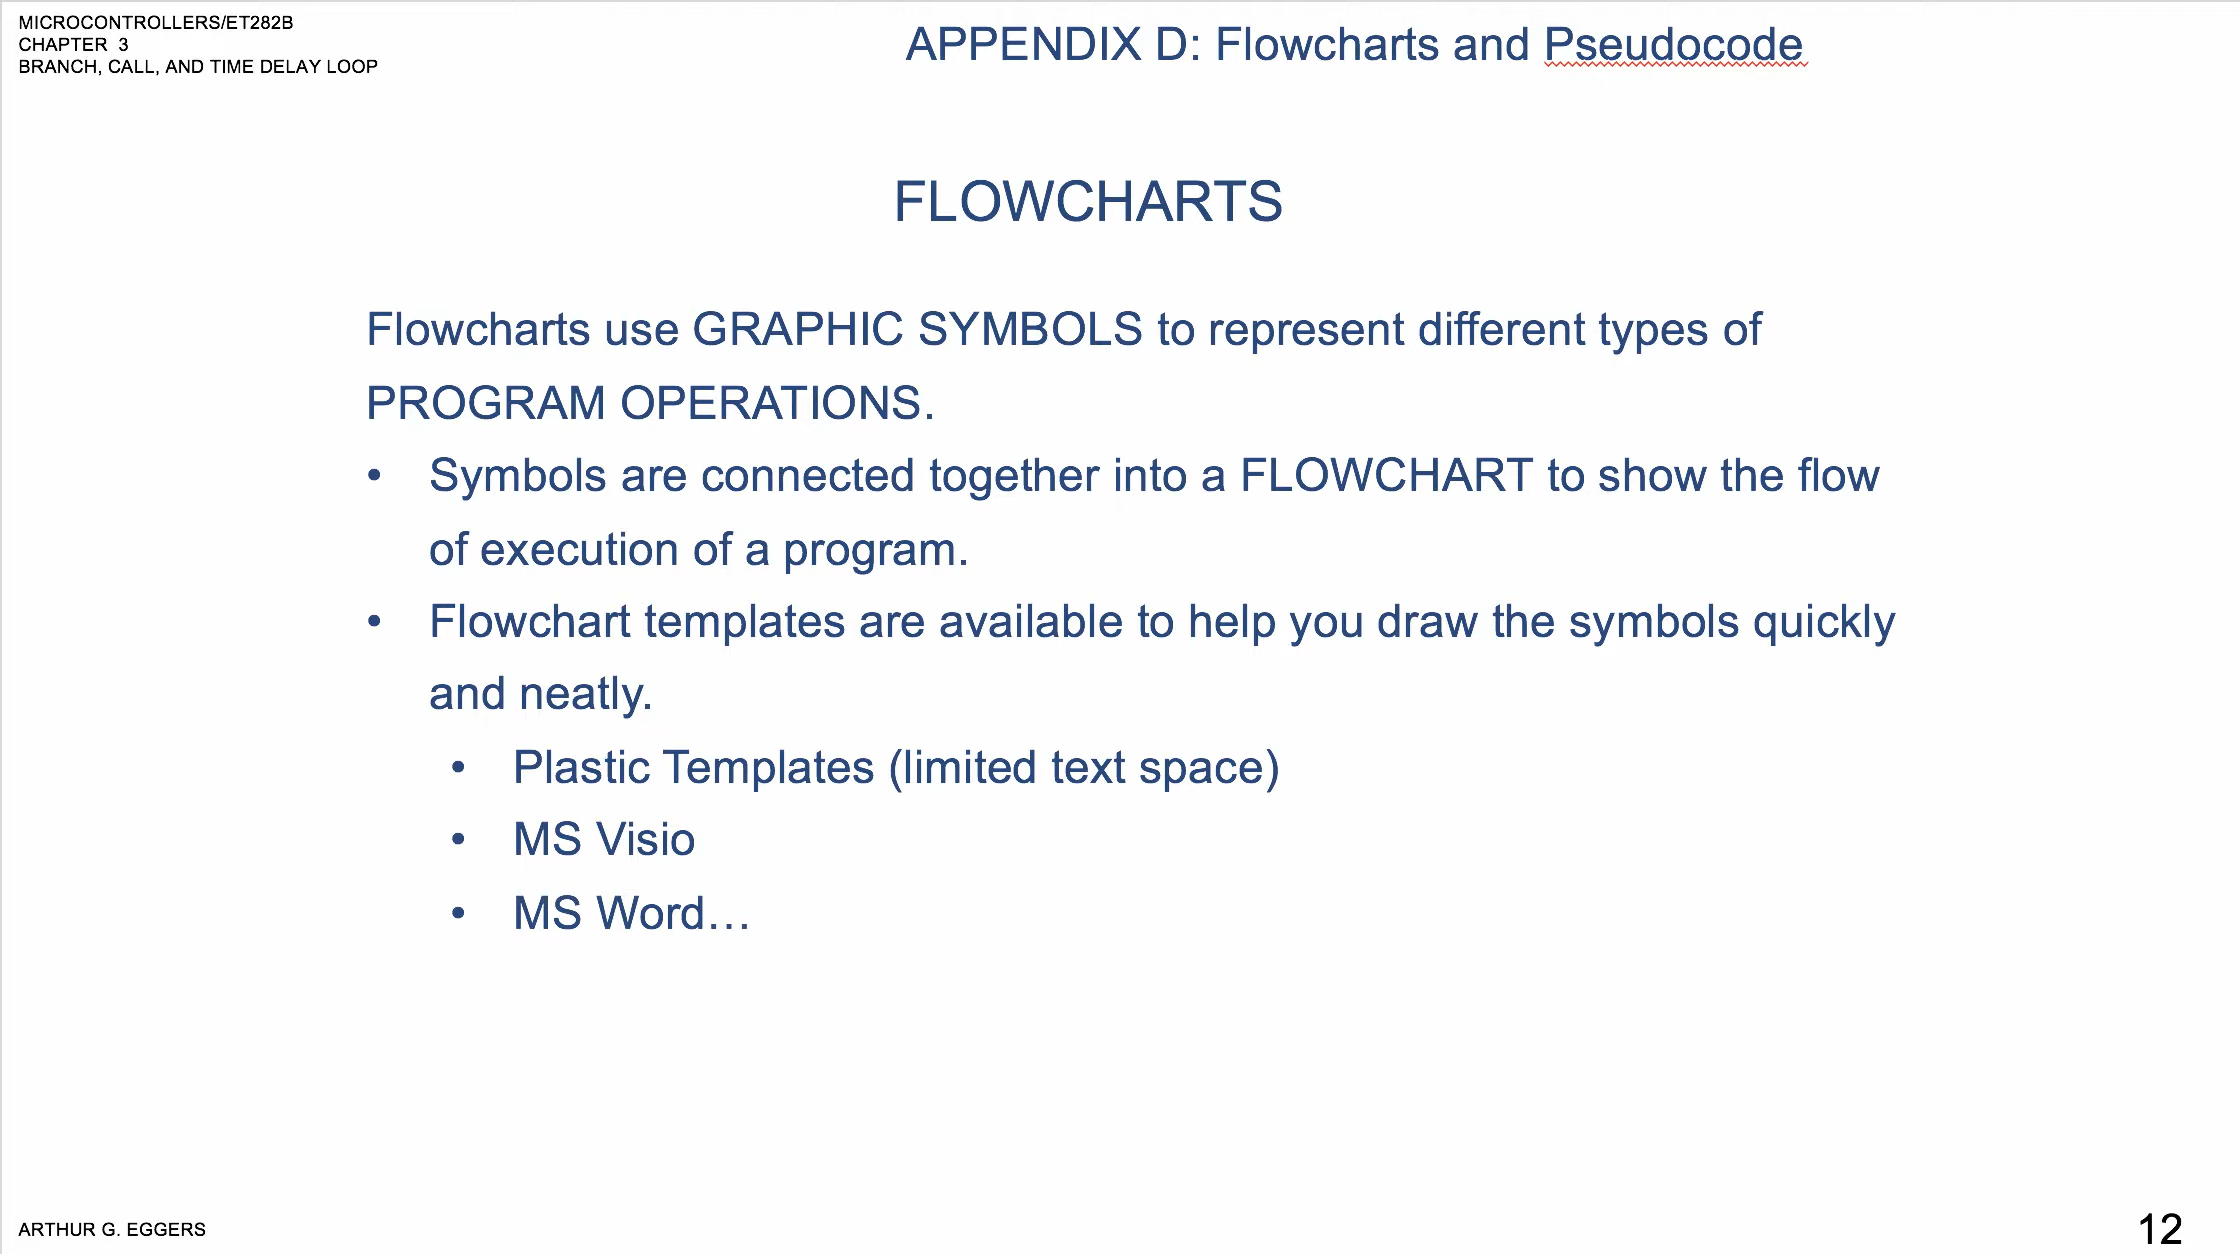 MICROCONTROLLERS/ET282B
CHAPTER 3
BRANCH, CALL, AND TIME DELAY LOOP
APPENDIX D: Flowcharts and Pseudocode
FLOWCHARTS
Flowcharts use GRAPHIC SYMBOLS to represent different types of
PROGRAM OPERATIONS.
• Symbols are connected together into a FLOWCHART to show the flow
of execution of a program.
• Flowchart templates are available to help you draw the symbols quickly
and neatly.
• Plastic Templates (limited text space)
• MS Visio
• MS Word…
ARTHUR G. EGGERS
12